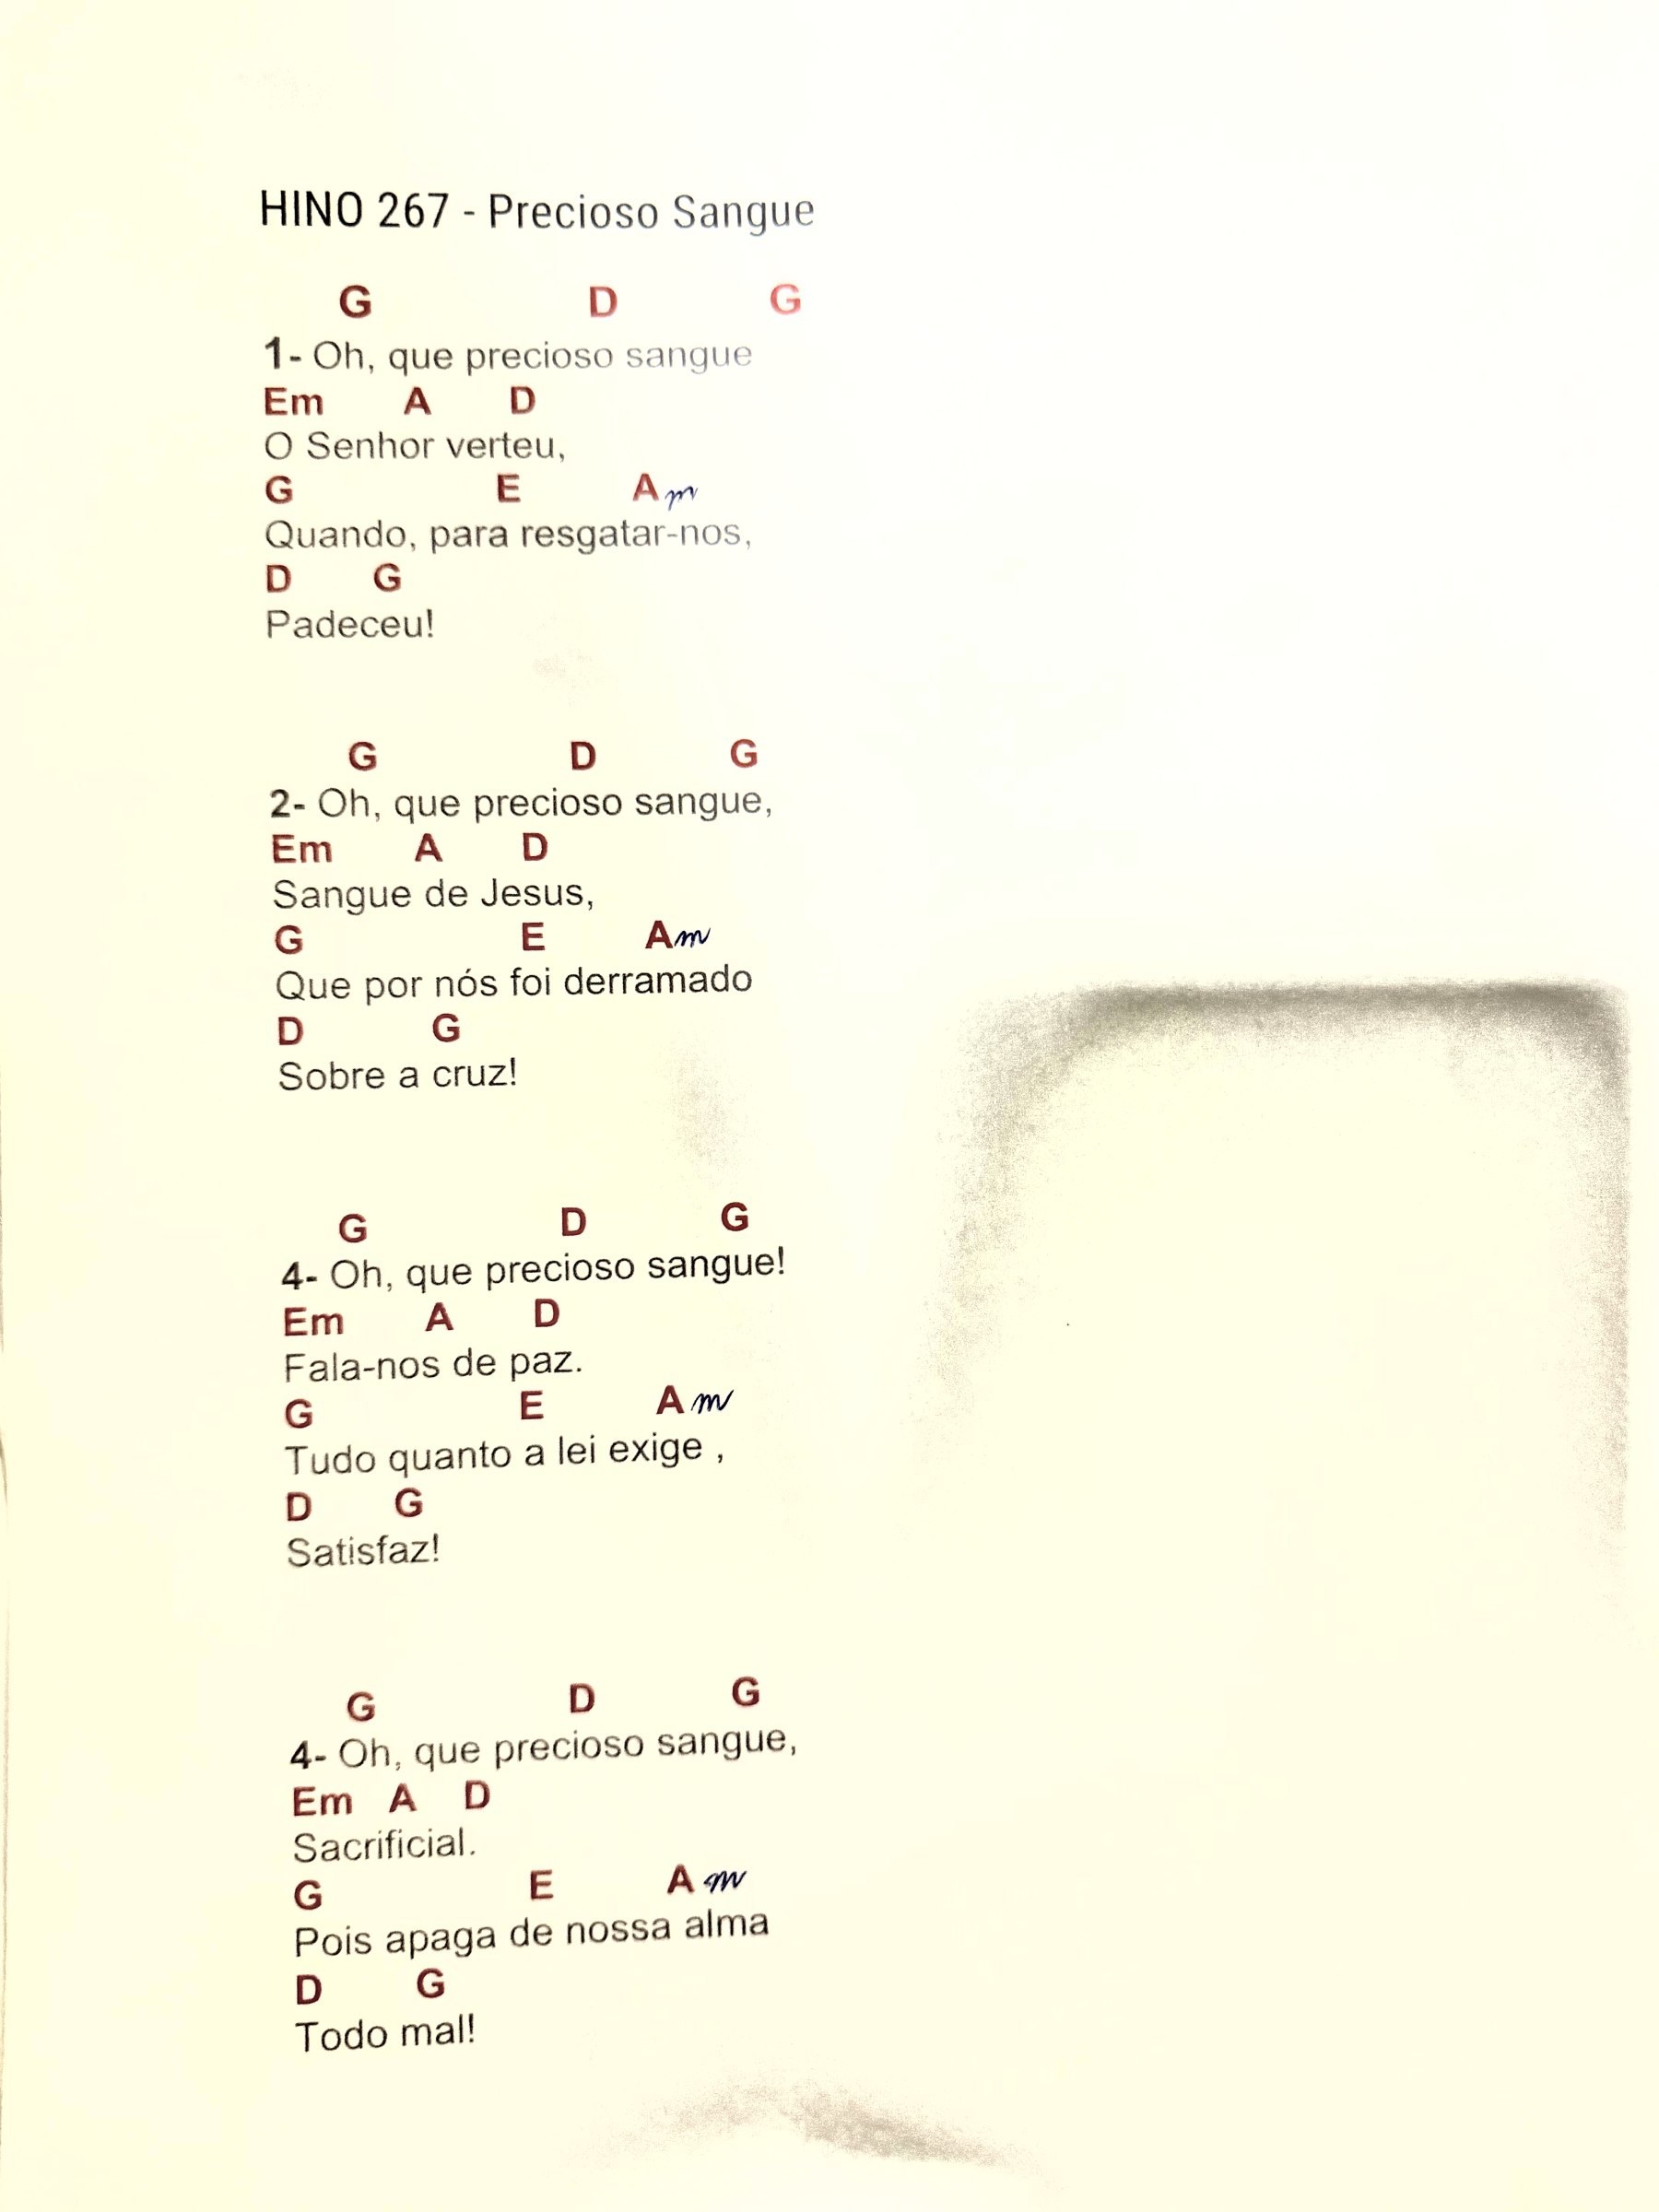 HINO 267 - Precioso Sangue
G D G
1- Oh, que precioso sangue
Em A D
O Senhor verteu,
G E Am
Quando, para resgatar-nos,
D G
Padeceu!
G D G
2- Oh, que precioso sangue,
Em A D
Sangue de Jesus,
G E Am
Que por nós foi derramado
D G
Sobre a cruz!
G D G
4- Oh, que precioso sangue!
Em A D
Fala-nos de paz.
G E Am
Tudo quanto a lei exige ,
D G
Satisfaz!
G D G
4- Oh, que precioso sangue,
Em A D
Sacrificial.
G E Am
Pois apaga de nossa alma
D G
Todo mal!